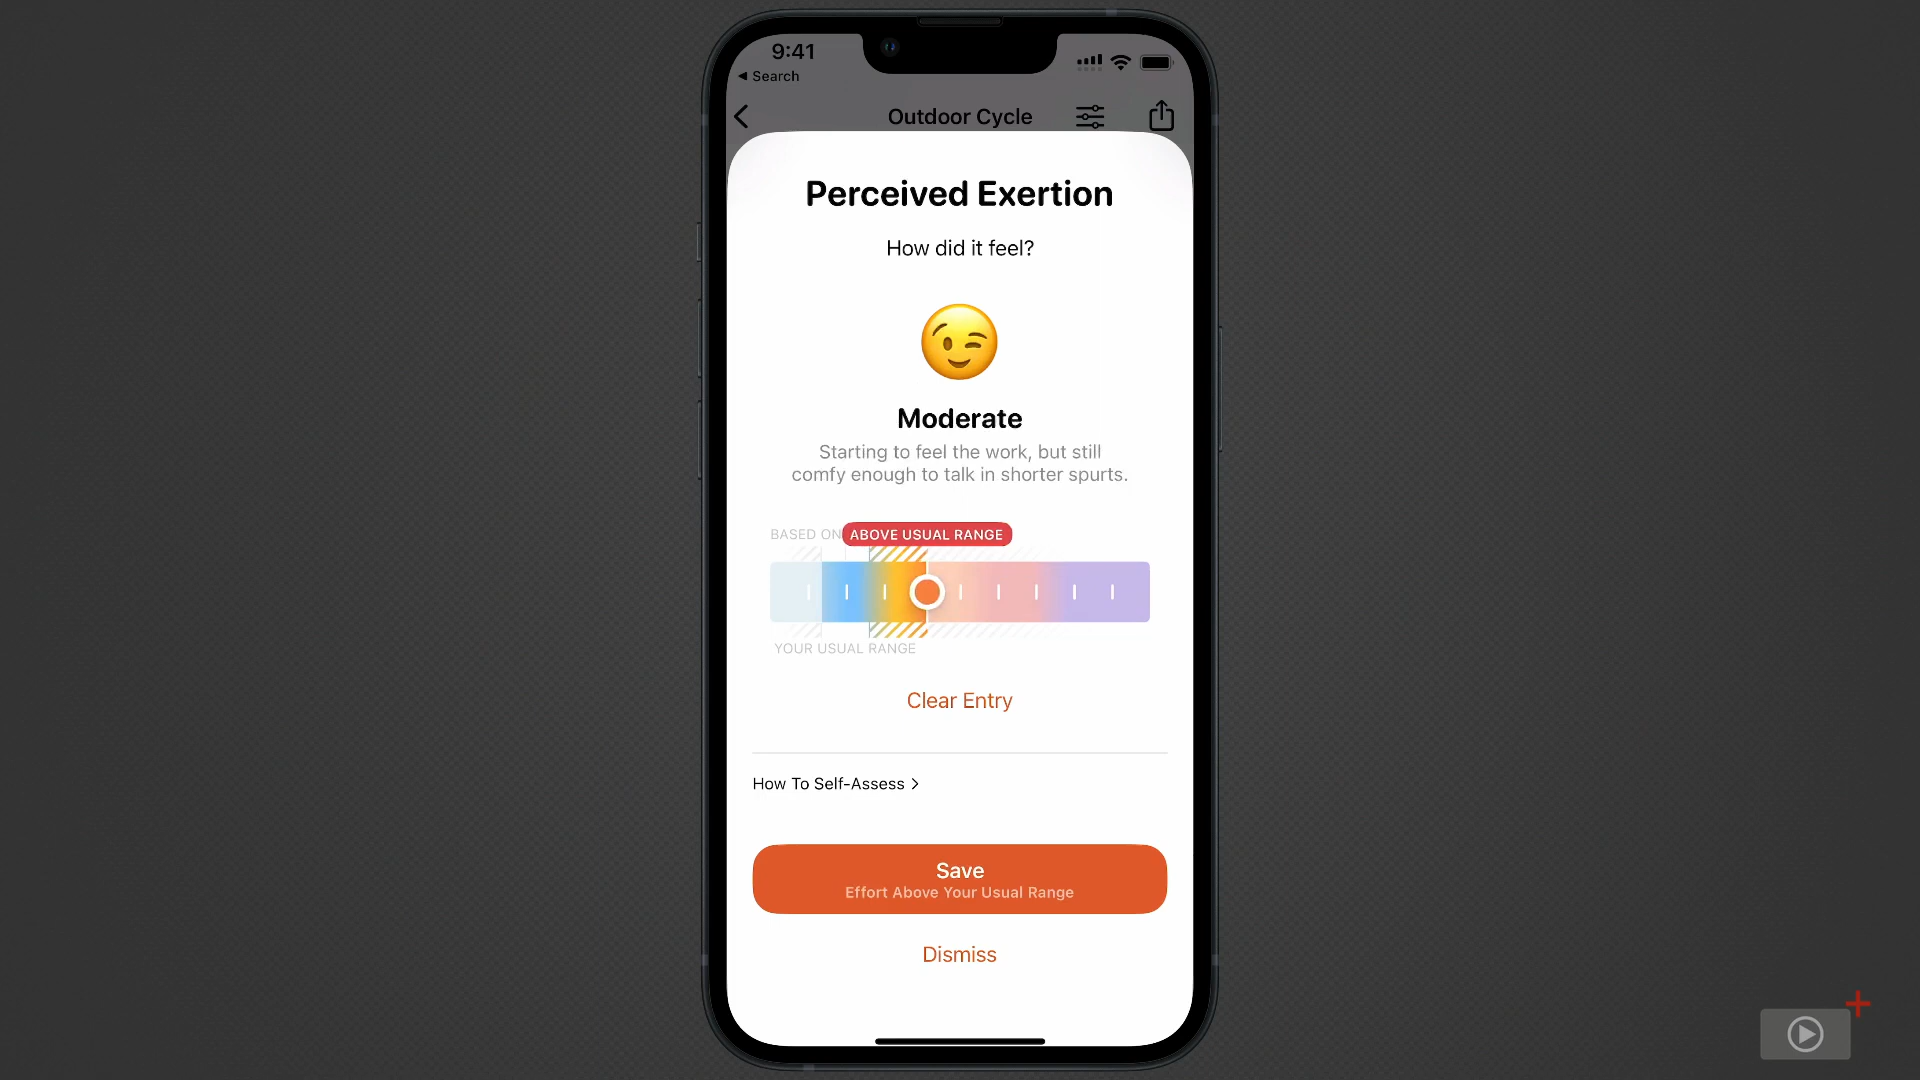 9:41
◀ Search
Outdoor Cycle
Perceived Exertion
How did it feel?
Moderate
Starting to feel the work, but still
comfy enough to talk in shorter spurts.
BASED ON
ABOVE USUAL RANGE
YOUR USUAL RANGE
Clear Entry
How To Self-Assess >
Save
Effort Above Your Usual Range
Dismiss